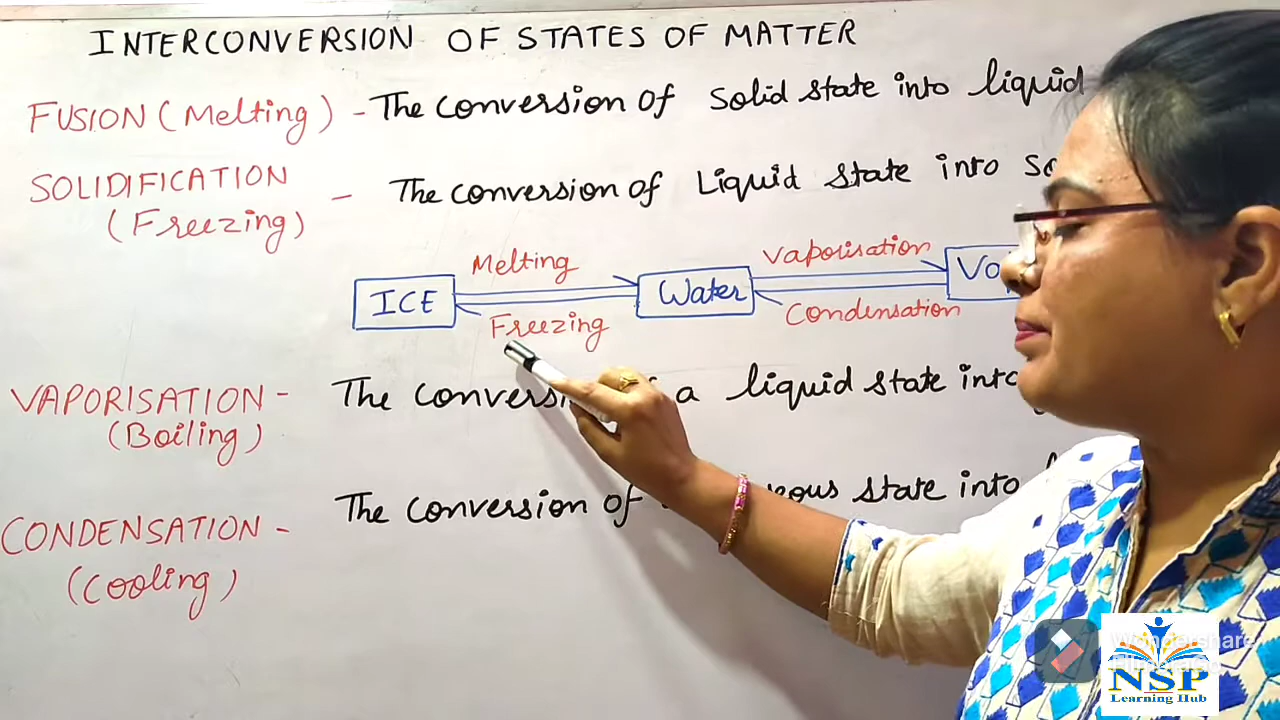 INTERCONVERSION OF STATES OF MATTER
FUSION (Melting) - The conversion of solid state into liquid
SOLIDIFICATION - The conversion of Liquid state into
(Freezing)
Melting
Vaporisation
ICE
Water
Freezing
Condensation
VAPORISATION - The a liquid state into
(Boiling)
CONDENSATION - The conversion of state into
(Cooling)
Wondershare
NSP
Learning Hub